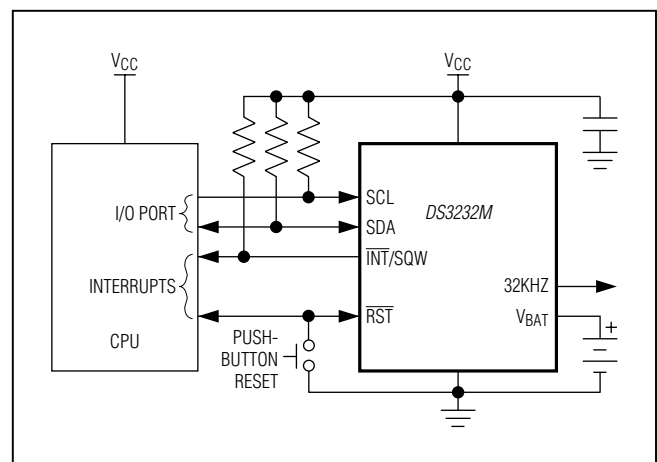 VCC
VCC
I/O PORT
INTERRUPTS
CPU
SCL
SDA
INT/SQW
RST
DS3232M
32KHZ
VBAT
+
PUSH-
BUTTON
RESET